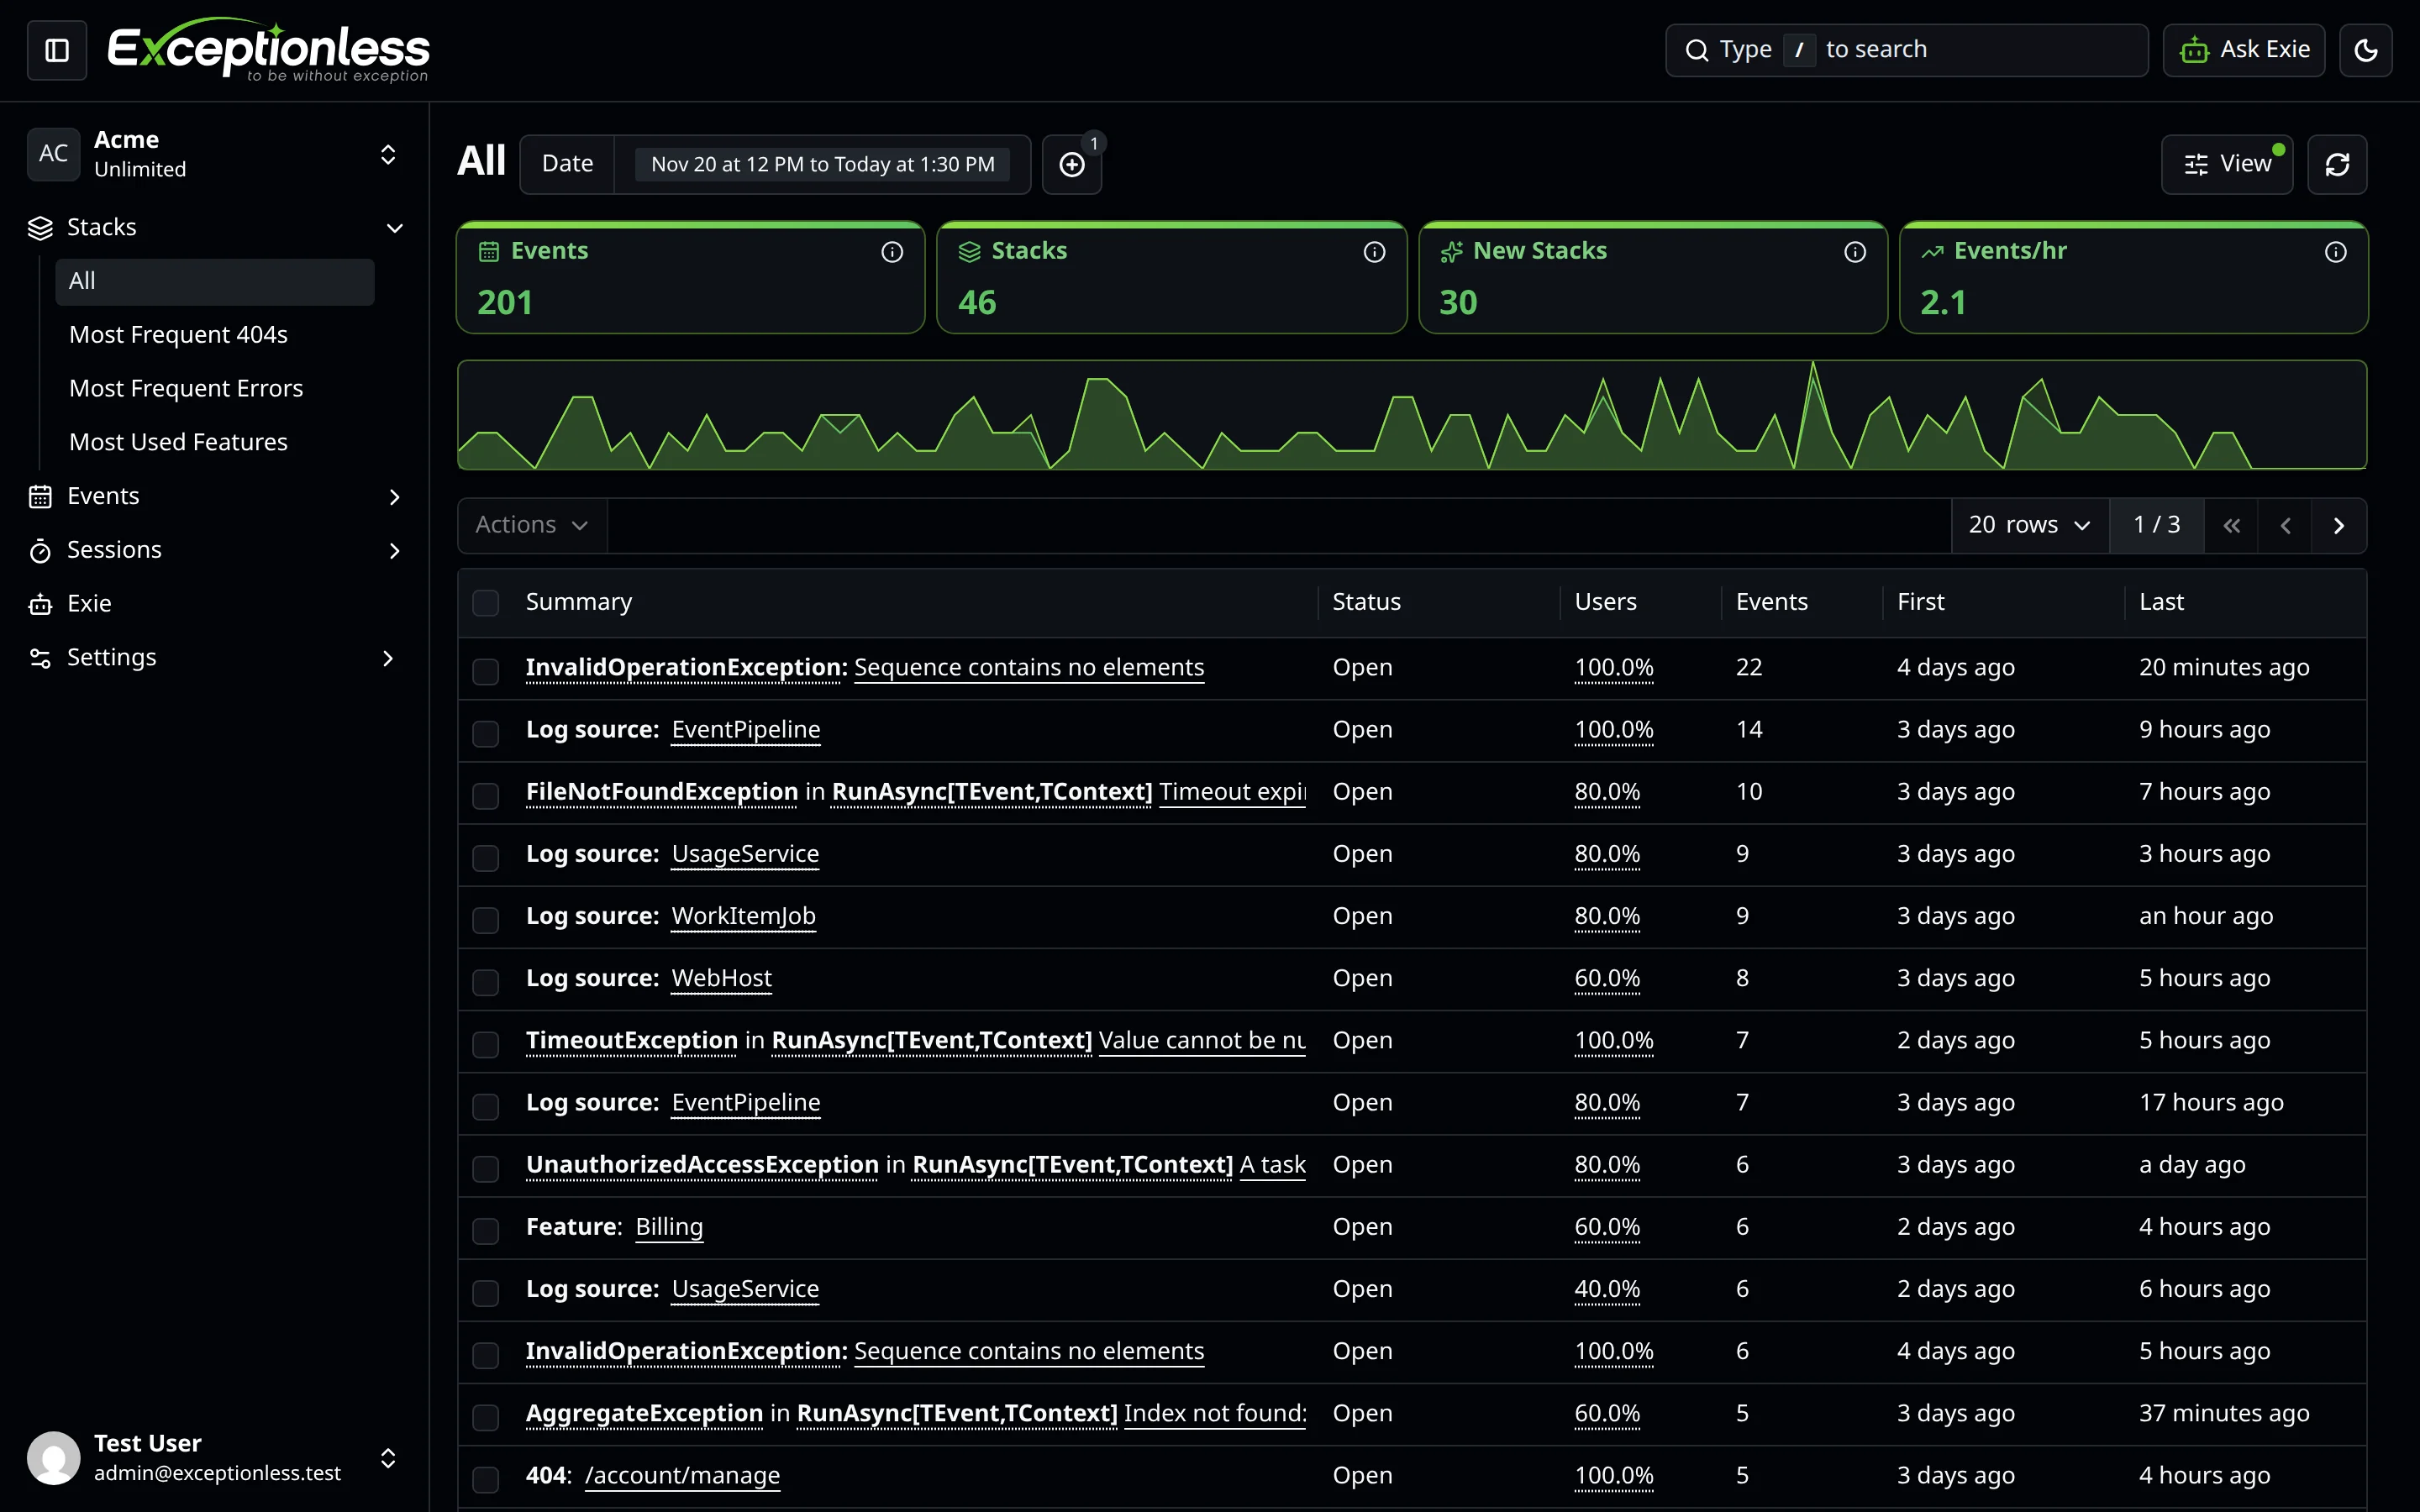 Exceptionless
to be without exception
Type / to search
Ask Exie
AC
Acme
Unlimited
Stacks
All
Most Frequent 404s
Most Frequent Errors
Most Used Features
Events
Sessions
Exie
Settings
Test User
admin@exceptionless.test
All
Date
Nov 20 at 12 PM to Today at 1:30 PM
1
View
Events
201
Stacks
46
New Stacks
30
Events/hr
2.1
Actions
20 rows
1 / 3
Summary Status Users Events First Last
InvalidOperationException: Sequence contains no elements Open 100.0% 22 4 days ago 20 minutes ago
Log source: EventPipeline Open 100.0% 14 3 days ago 9 hours ago
FileNotFoundException in RunAsync[TEvent,TContext] Timeout expi Open 80.0% 10 3 days ago 7 hours ago
Log source: UsageService Open 80.0% 9 3 days ago 3 hours ago
Log source: WorkItemJob Open 80.0% 9 3 days ago an hour ago
Log source: WebHost Open 60.0% 8 3 days ago 5 hours ago
TimeoutException in RunAsync[TEvent,TContext] Value cannot be nu Open 100.0% 7 2 days ago 5 hours ago
Log source: EventPipeline Open 80.0% 7 3 days ago 17 hours ago
UnauthorizedAccessException in RunAsync[TEvent,TContext] A task Open 80.0% 6 3 days ago a day ago
Feature: Billing Open 60.0% 6 2 days ago 4 hours ago
Log source: UsageService Open 40.0% 6 2 days ago 6 hours ago
InvalidOperationException: Sequence contains no elements Open 100.0% 6 4 days ago 5 hours ago
AggregateException in RunAsync[TEvent,TContext] Index not found: Open 60.0% 5 3 days ago 37 minutes ago
404: /account/manage Open 100.0% 5 3 days ago 4 hours ago